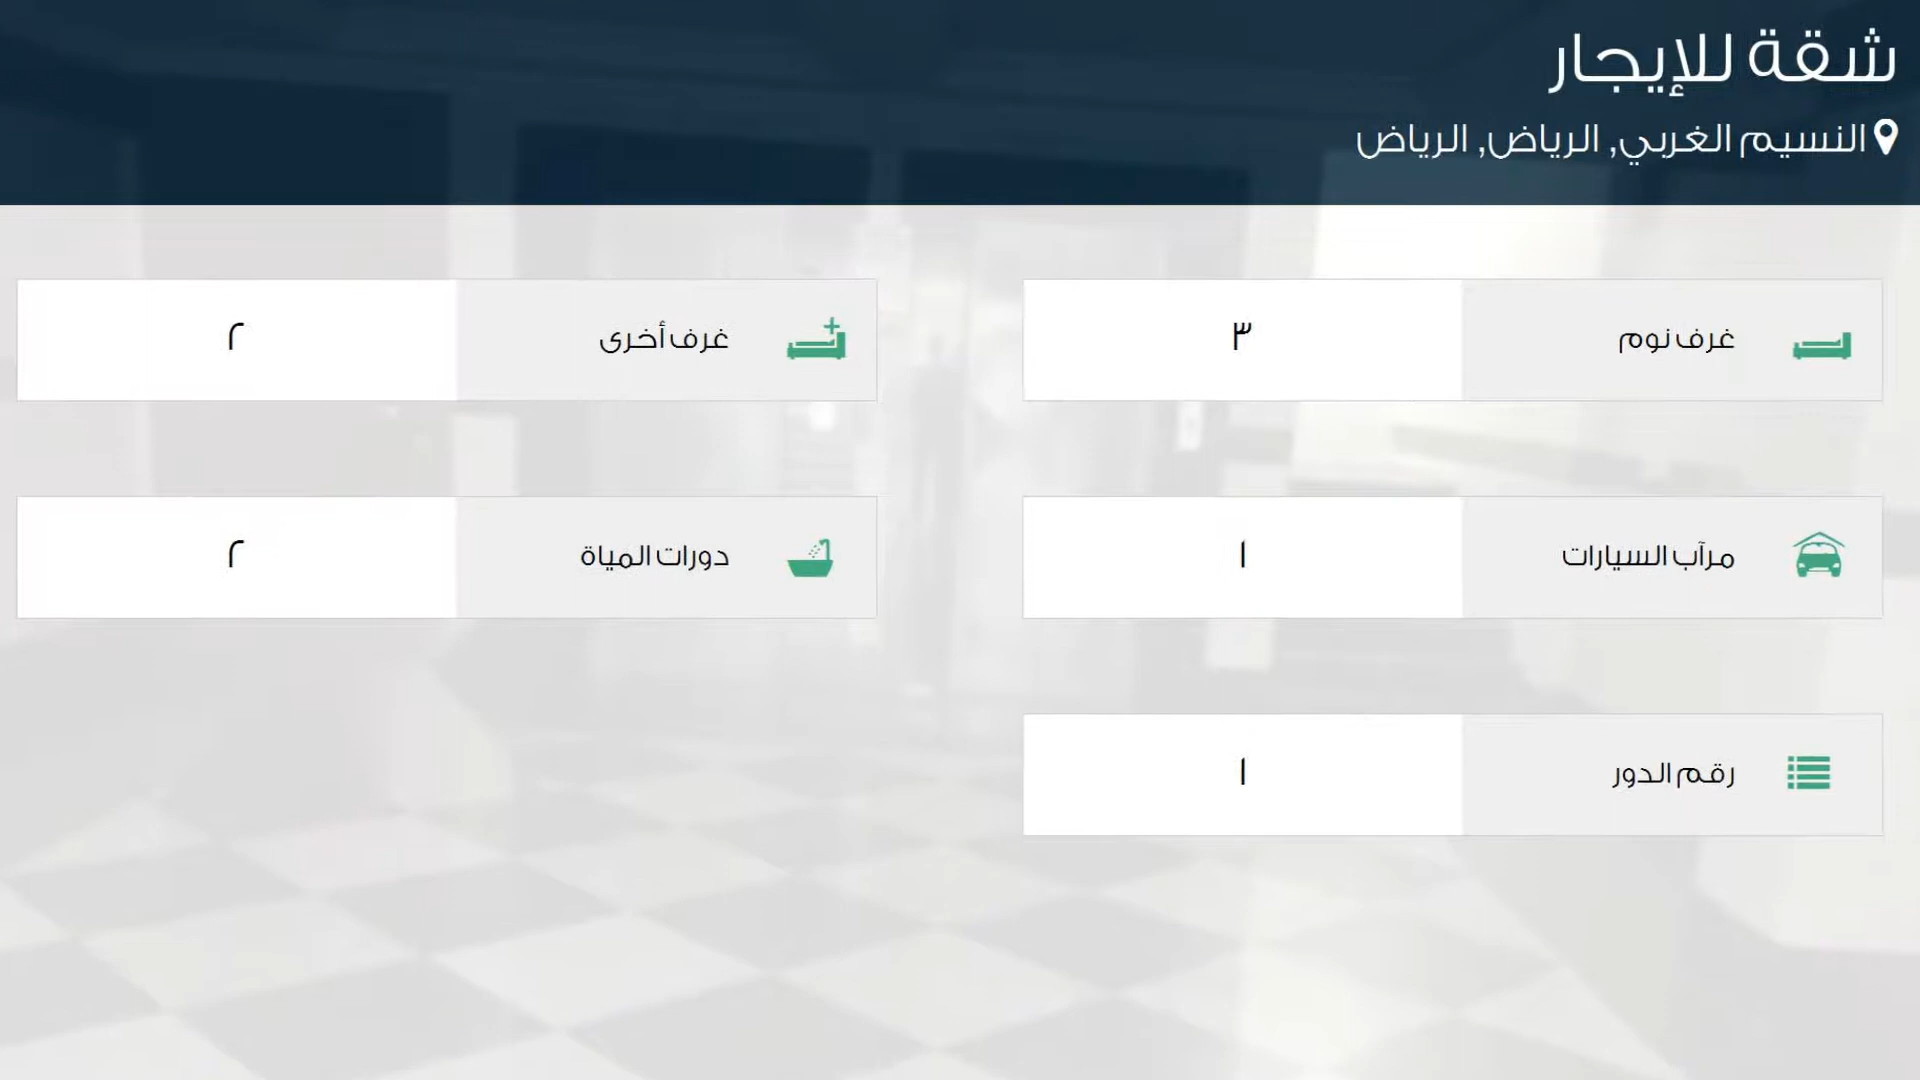 شقة للإيجار
النسيم الغربي, الرياض, الرياض
غرف نوم ٣
غرف أخرى ٢
مرآب السيارات ١
دورات المياة ٢
رقم الدور ١